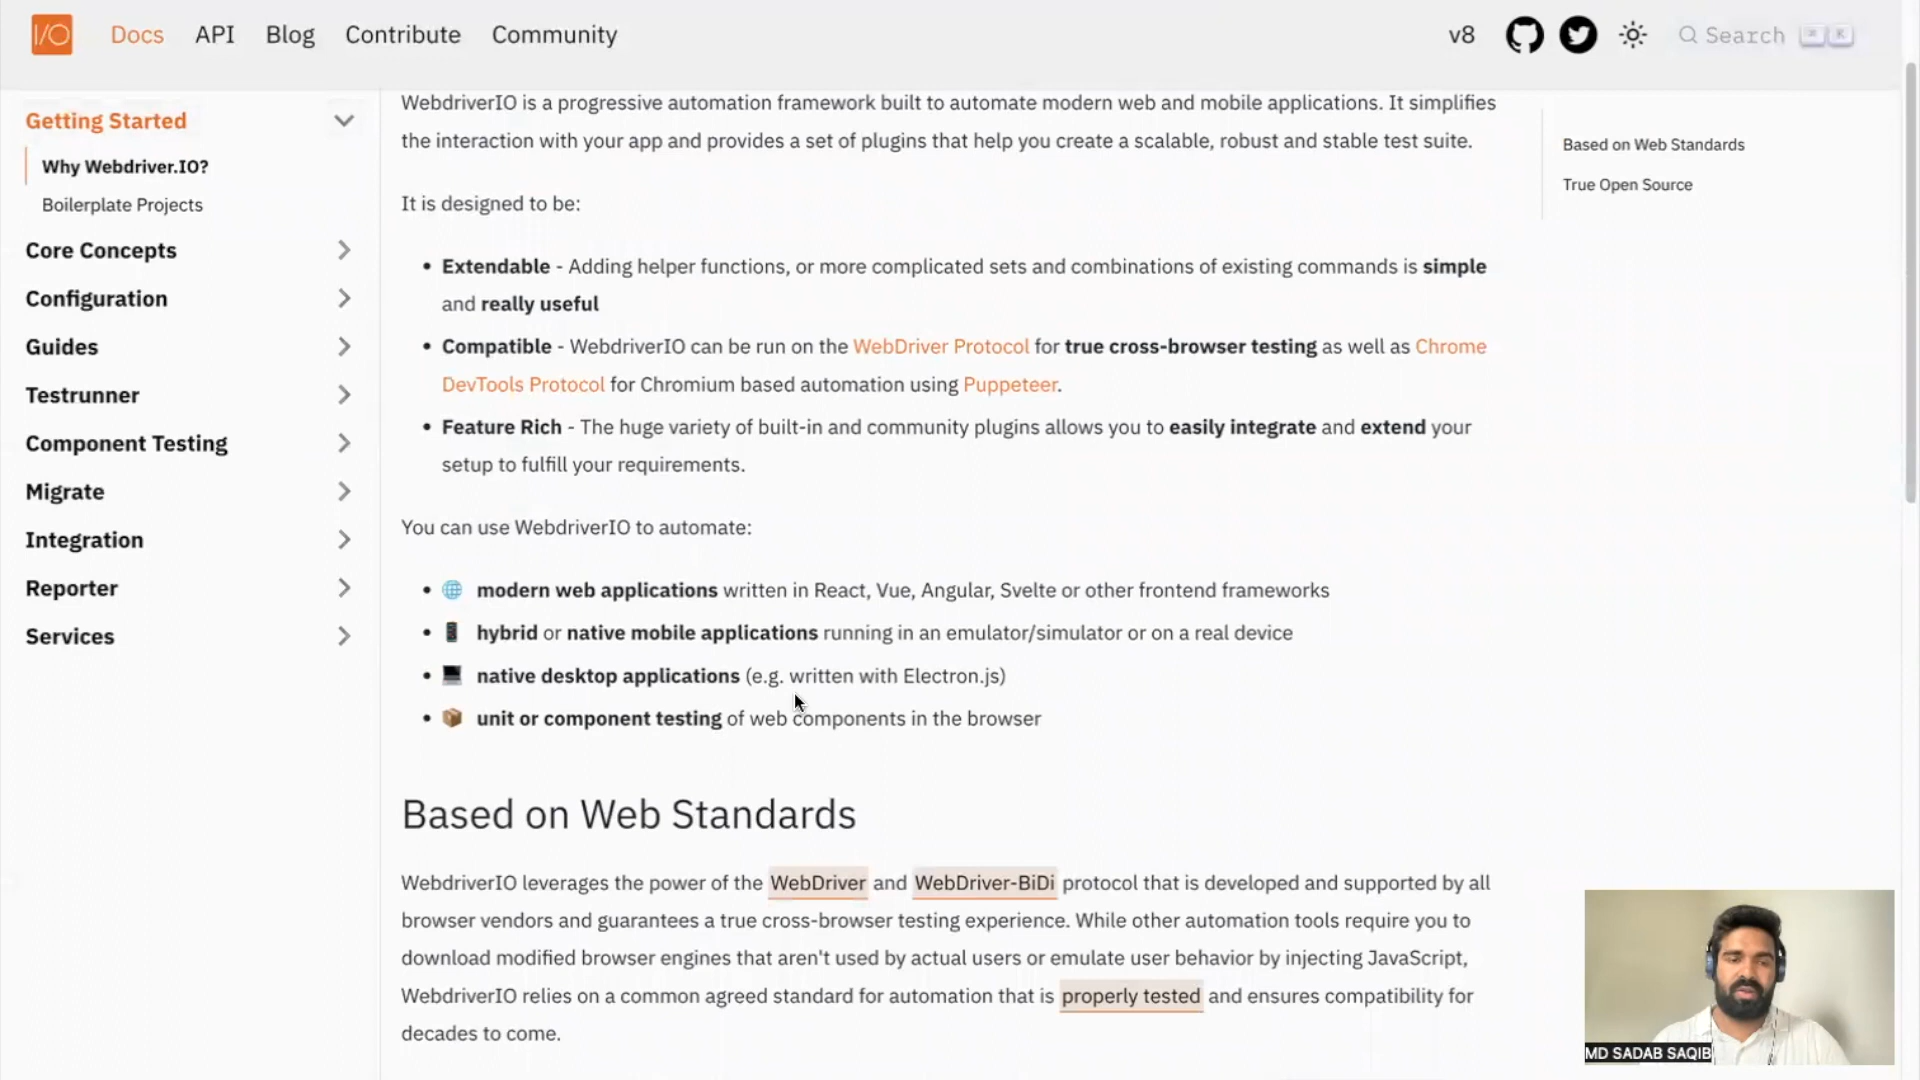 I/O Docs API Blog Contribute Community v8 Search ⌘ K
Getting Started
Why Webdriver.IO?
Boilerplate Projects
Core Concepts
Configuration
Guides
Testrunner
Component Testing
Migrate
Integration
Reporter
Services
WebdriverIO is a progressive automation framework built to automate modern web and mobile applications. It simplifies
the interaction with your app and provides a set of plugins that help you create a scalable, robust and stable test suite.
It is designed to be:
• Extendable - Adding helper functions, or more complicated sets and combinations of existing commands is simple
and really useful
• Compatible - WebdriverIO can be run on the WebDriver Protocol for true cross-browser testing as well as Chrome
DevTools Protocol for Chromium based automation using Puppeteer.
• Feature Rich - The huge variety of built-in and community plugins allows you to easily integrate and extend your
setup to fulfill your requirements.
You can use WebdriverIO to automate:
• 🌐 modern web applications written in React, Vue, Angular, Svelte or other frontend frameworks
• 📱 hybrid or native mobile applications running in an emulator/simulator or on a real device
• 💻 native desktop applications (e.g. written with Electron.js)
• 📦 unit or component testing of web components in the browser
Based on Web Standards
WebdriverIO leverages the power of the WebDriver and WebDriver-BiDi protocol that is developed and supported by all
browser vendors and guarantees a true cross-browser testing experience. While other automation tools require you to
download modified browser engines that aren't used by actual users or emulate user behavior by injecting JavaScript,
WebdriverIO relies on a common agreed standard for automation that is properly tested and ensures compatibility for
decades to come.
Based on Web Standards
True Open Source
MD SADAB SAQIB